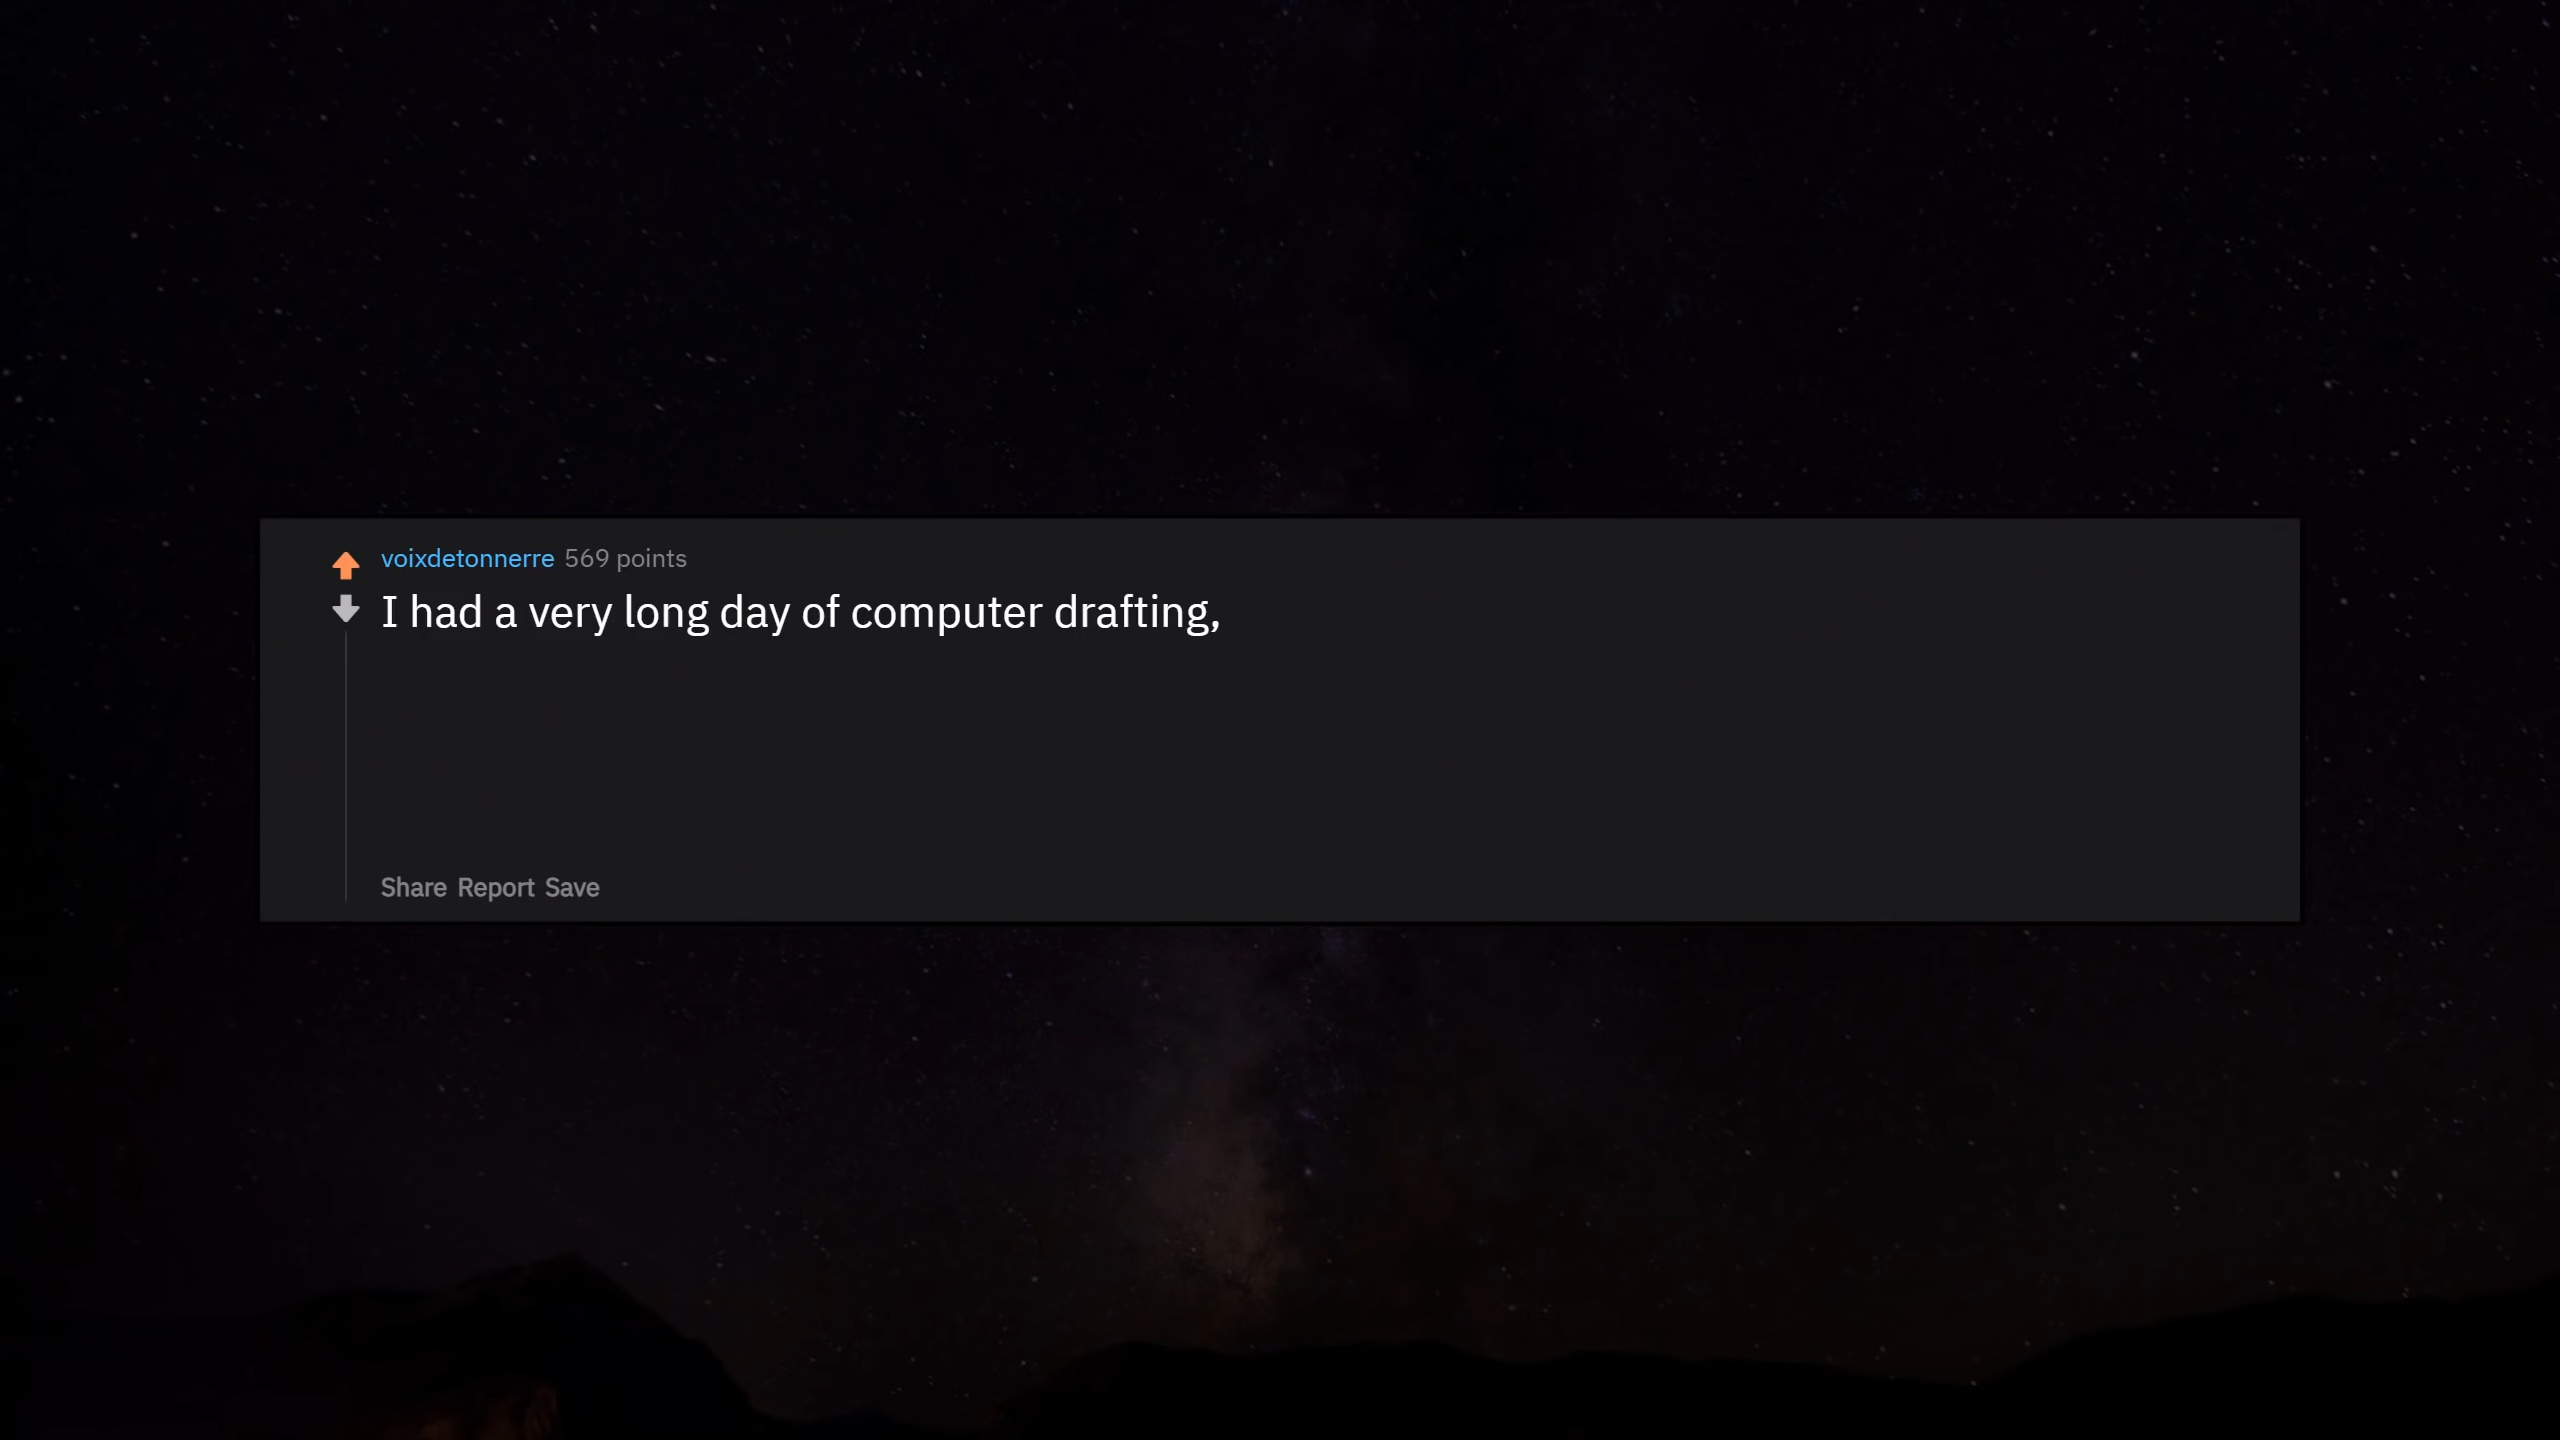 voixdetonnerre 569 points
I had a very long day of computer drafting,
Share Report Save